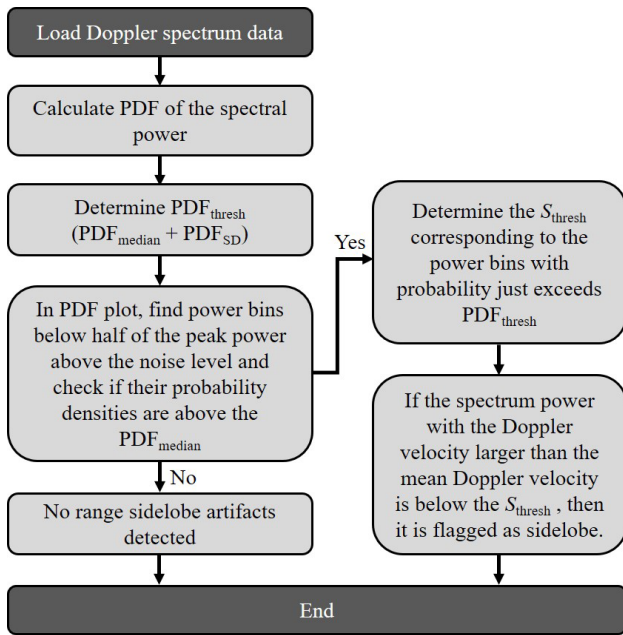 Load Doppler spectrum data
Calculate PDF of the spectral
power
Determine PDFthresh
(PDFmedian + PDFSD)
In PDF plot, find power bins
below half of the peak power
above the noise level and
check if their probability
densities are above the
PDFmedian
No
No range sidelobe artifacts
detected
Yes
Determine the Sthresh
corresponding to the
power bins with
probability just exceeds
PDFthresh
If the spectrum power
with the Doppler
velocity larger than the
mean Doppler velocity
is below the Sthresh , then
it is flagged as sidelobe.
End